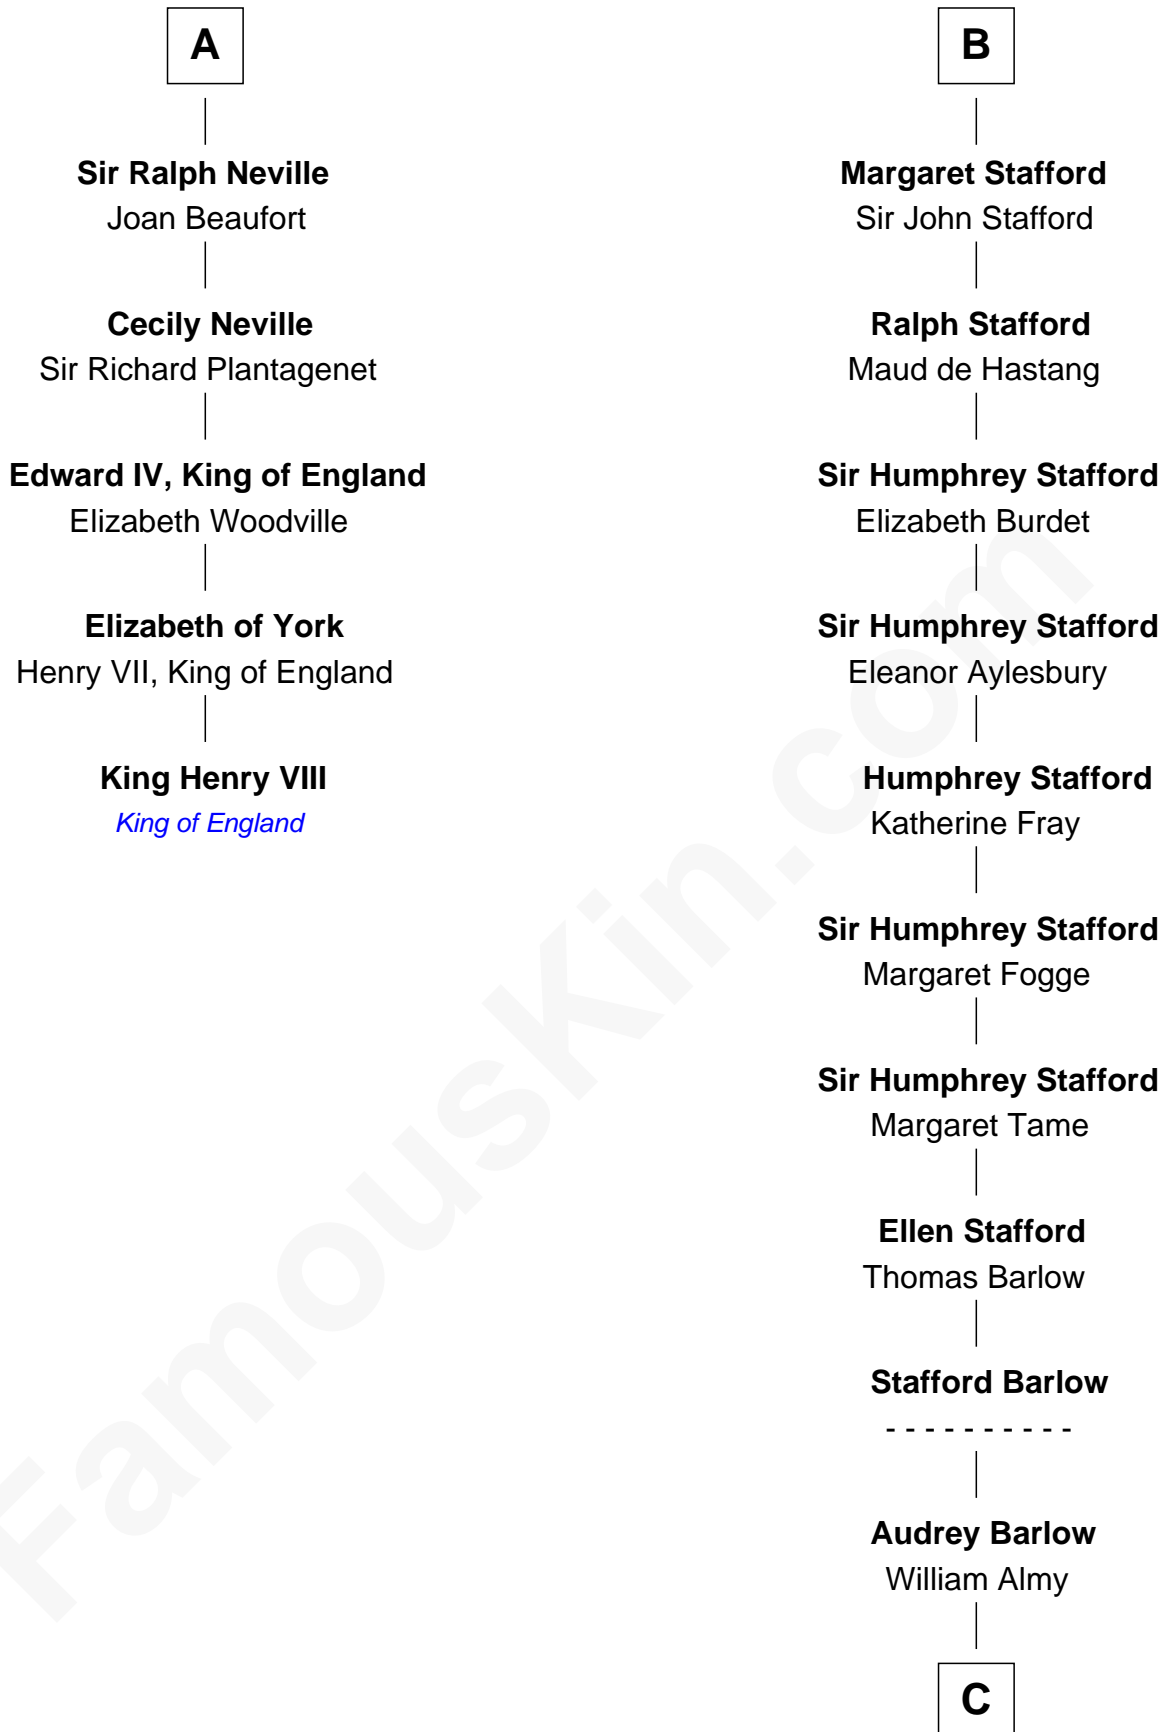 A
Sir Ralph Neville
Joan Beaufort
Cecily Neville
Sir Richard Plantagenet
Edward IV, King of England
Elizabeth Woodville
Elizabeth of York
Henry VII, King of England
King Henry VIII
King of England
B
Margaret Stafford
Sir John Stafford
Ralph Stafford
Maud de Hastang
Sir Humphrey Stafford
Elizabeth Burdet
Sir Humphrey Stafford
Eleanor Aylesbury
Humphrey Stafford
Katherine Fray
Sir Humphrey Stafford
Margaret Fogge
Sir Humphrey Stafford
Margaret Tame
Ellen Stafford
Thomas Barlow
Stafford Barlow
- - - - - - - - - -
Audrey Barlow
William Almy
C
FamousKin.com